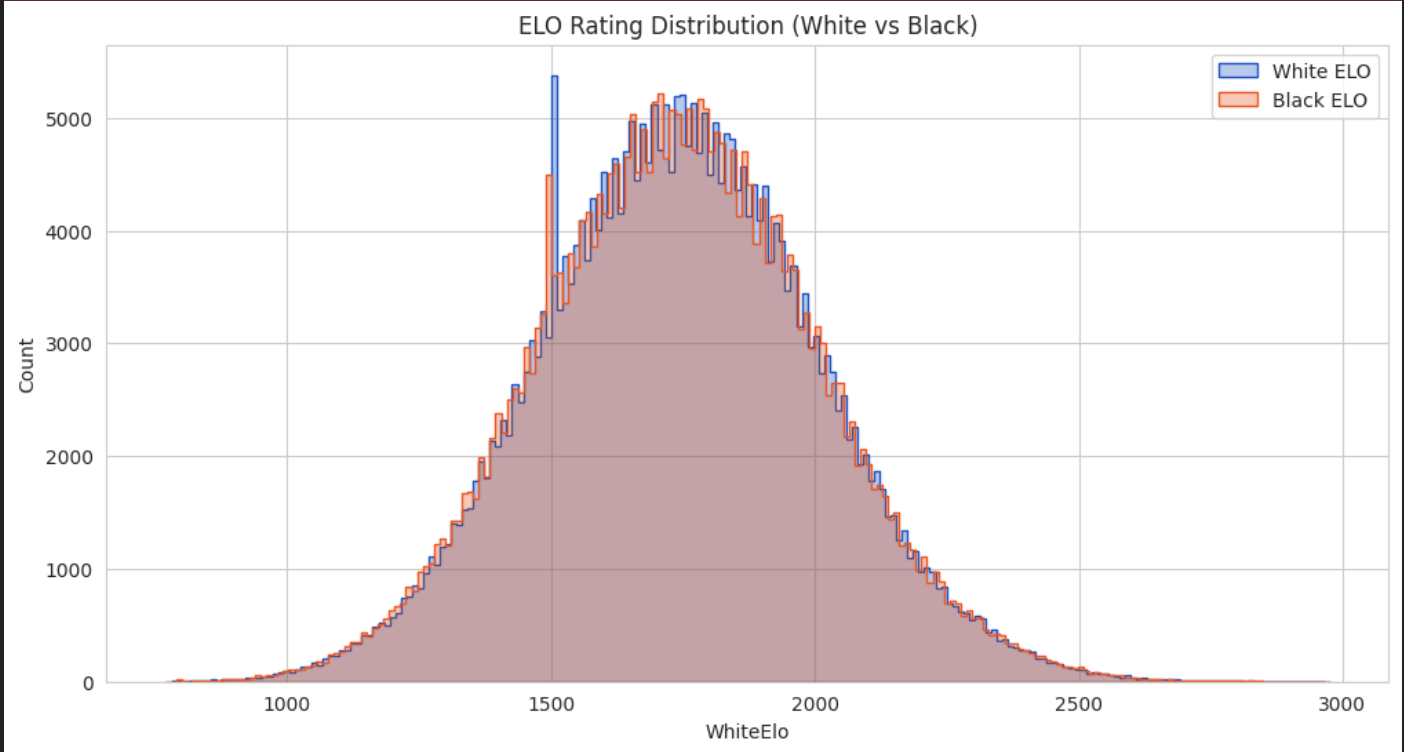 ELO Rating Distribution (White vs Black)
White ELO
Black ELO
Count
5000
4000
3000
2000
1000
0
1000
1500
2000
2500
3000
WhiteElo